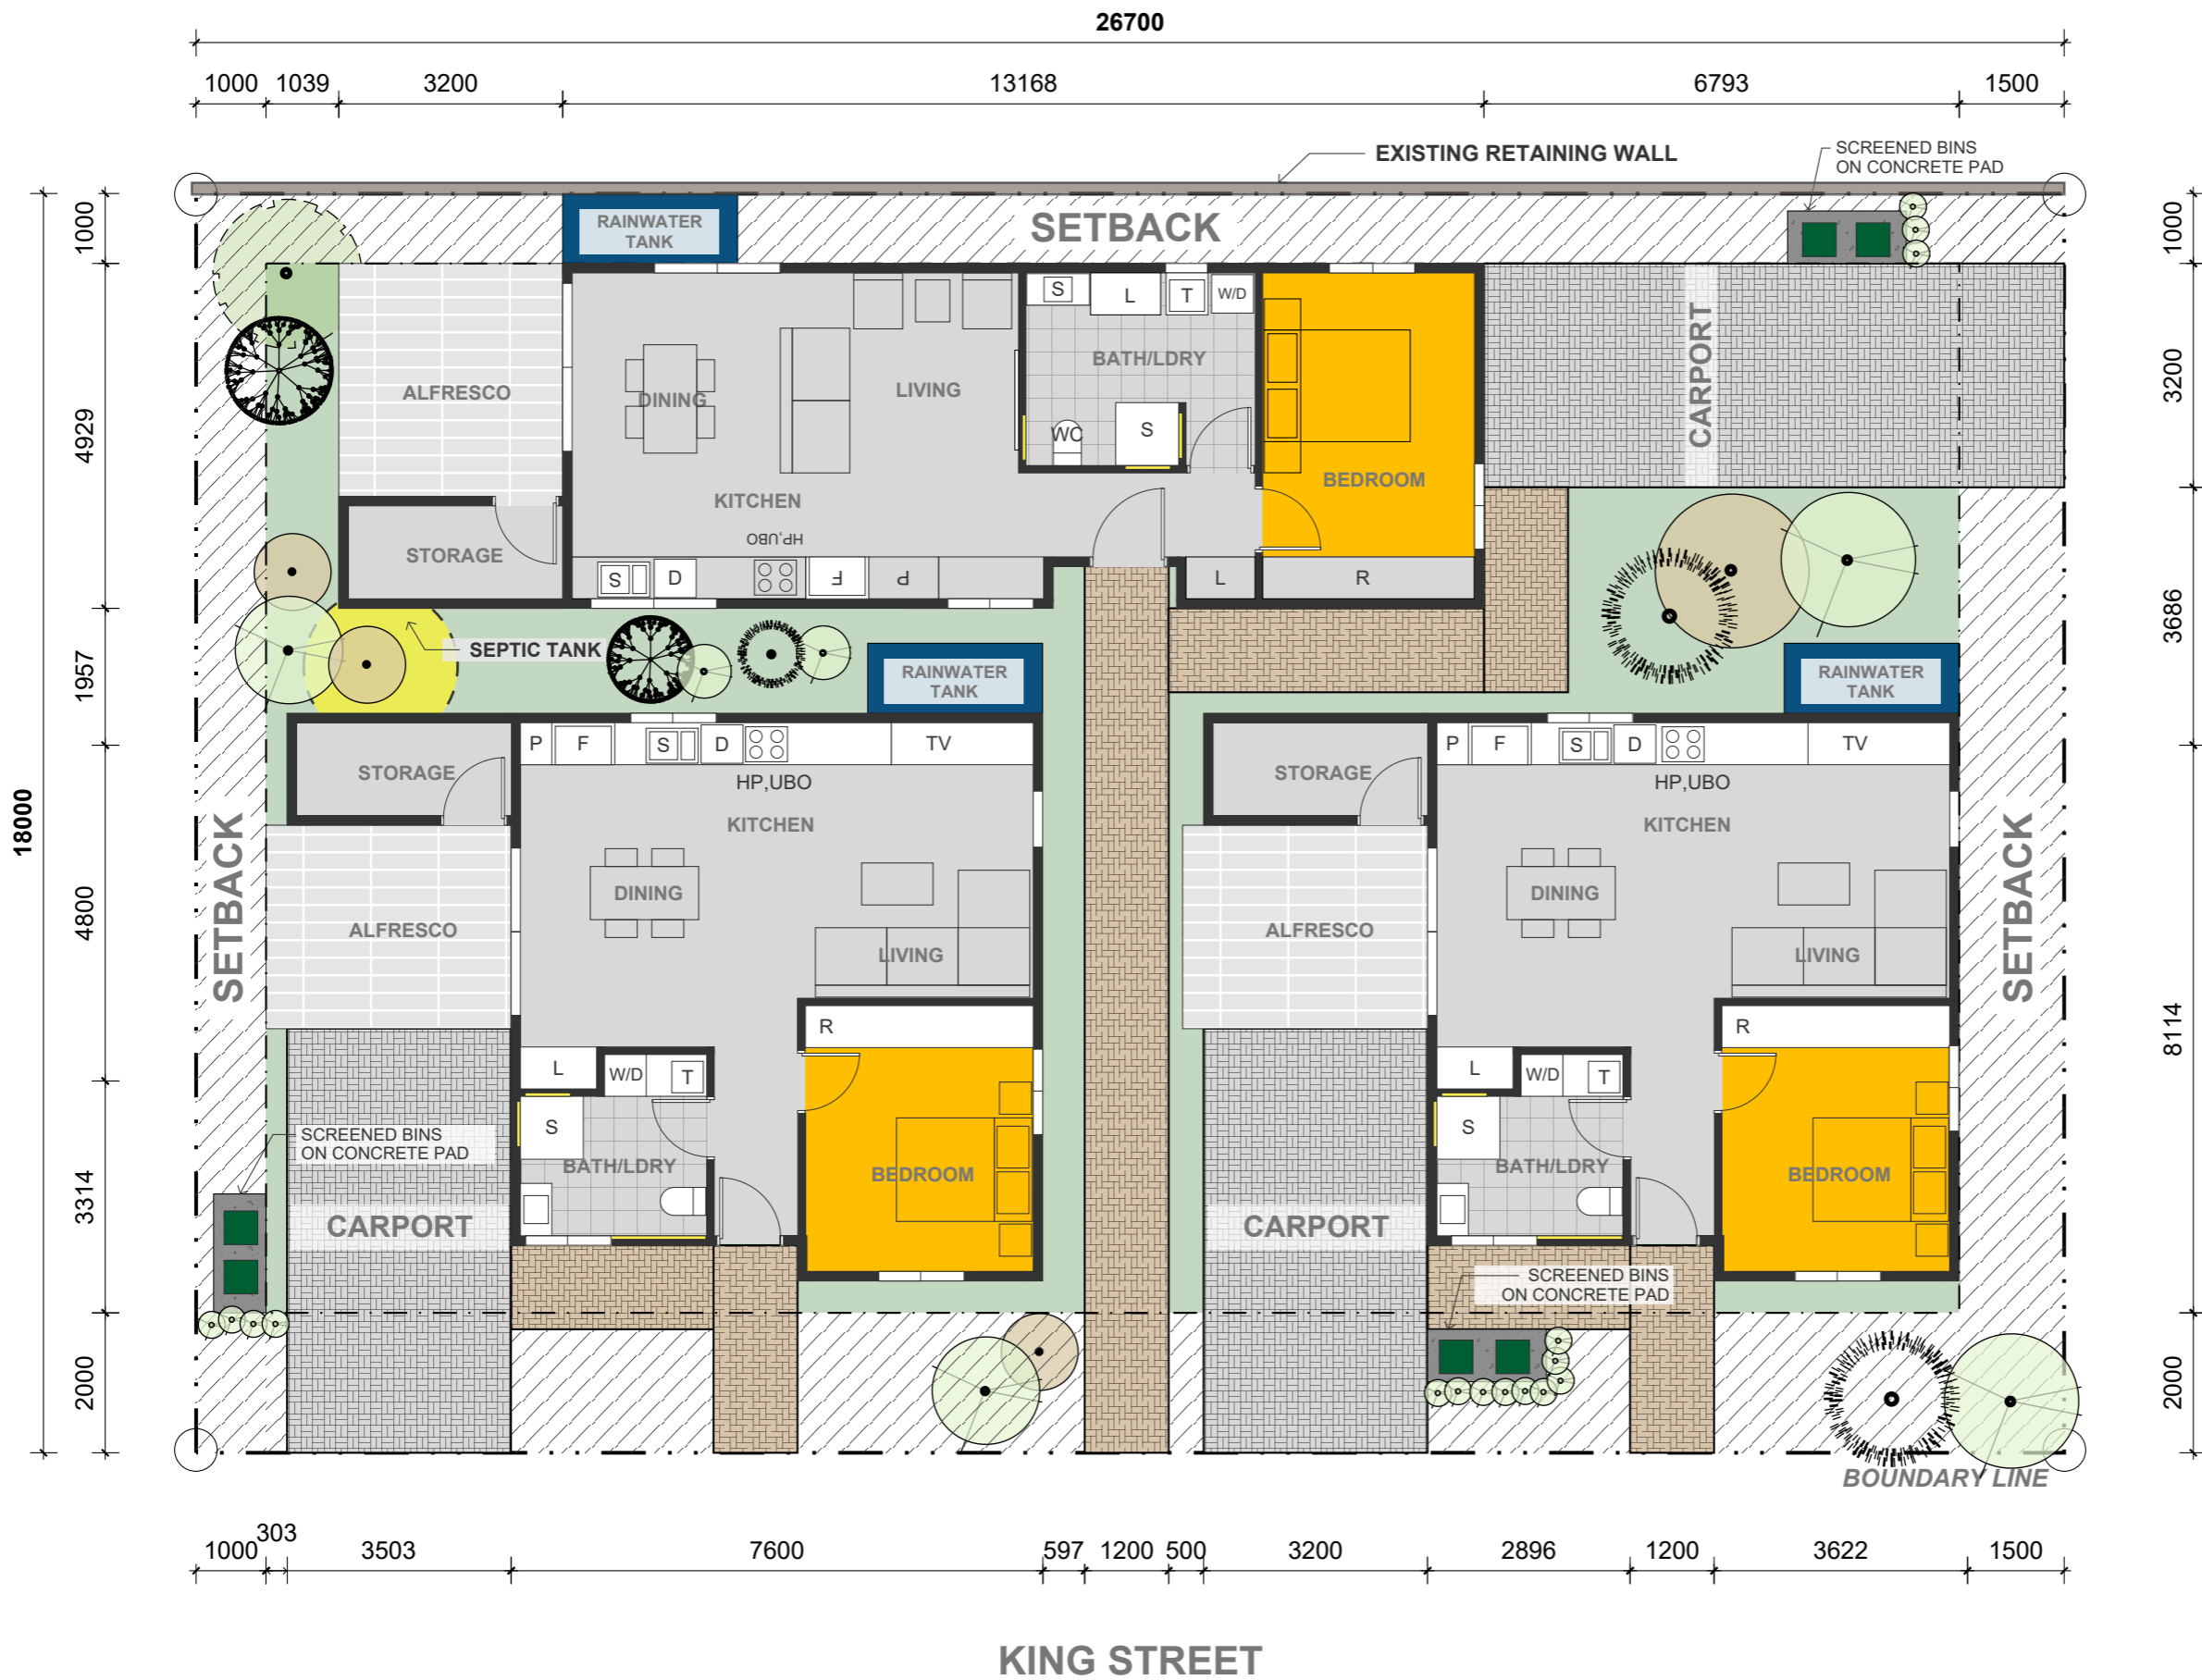 26700
1000 1039 3200 13168 6793 1500
EXISTING RETAINING WALL
SCREENED BINS
ON CONCRETE PAD
1000
RAINWATER
TANK
SETBACK
1000
S L T W/D
BATH/LDRY
CARPORT
3200
4929
ALFRESCO
DINING
LIVING
WC
S
BEDROOM
KITCHEN
HP,UBO
STORAGE
S D F P
L
R
3686
1957
SEPTIC TANK
RAINWATER
TANK
RAINWATER
TANK
18000
STORAGE
P F S D TV
HP,UBO
KITCHEN
STORAGE
P F S D TV
HP,UBO
KITCHEN
SETBACK
4800
DINING
ALFRESCO
LIVING
DINING
ALFRESCO
LIVING
SETBACK
8114
R
L
W/D T
S
BATH/LDRY
BEDROOM
R
L
W/D T
S
BATH/LDRY
BEDROOM
SCREENED BINS
ON CONCRETE PAD
3314
CARPORT
CARPORT
SCREENED BINS
ON CONCRETE PAD
2000
2000
BOUNDARY LINE
1000 303 3503 7600 597 1200 500 3200 2896 1200 3622 1500
KING STREET